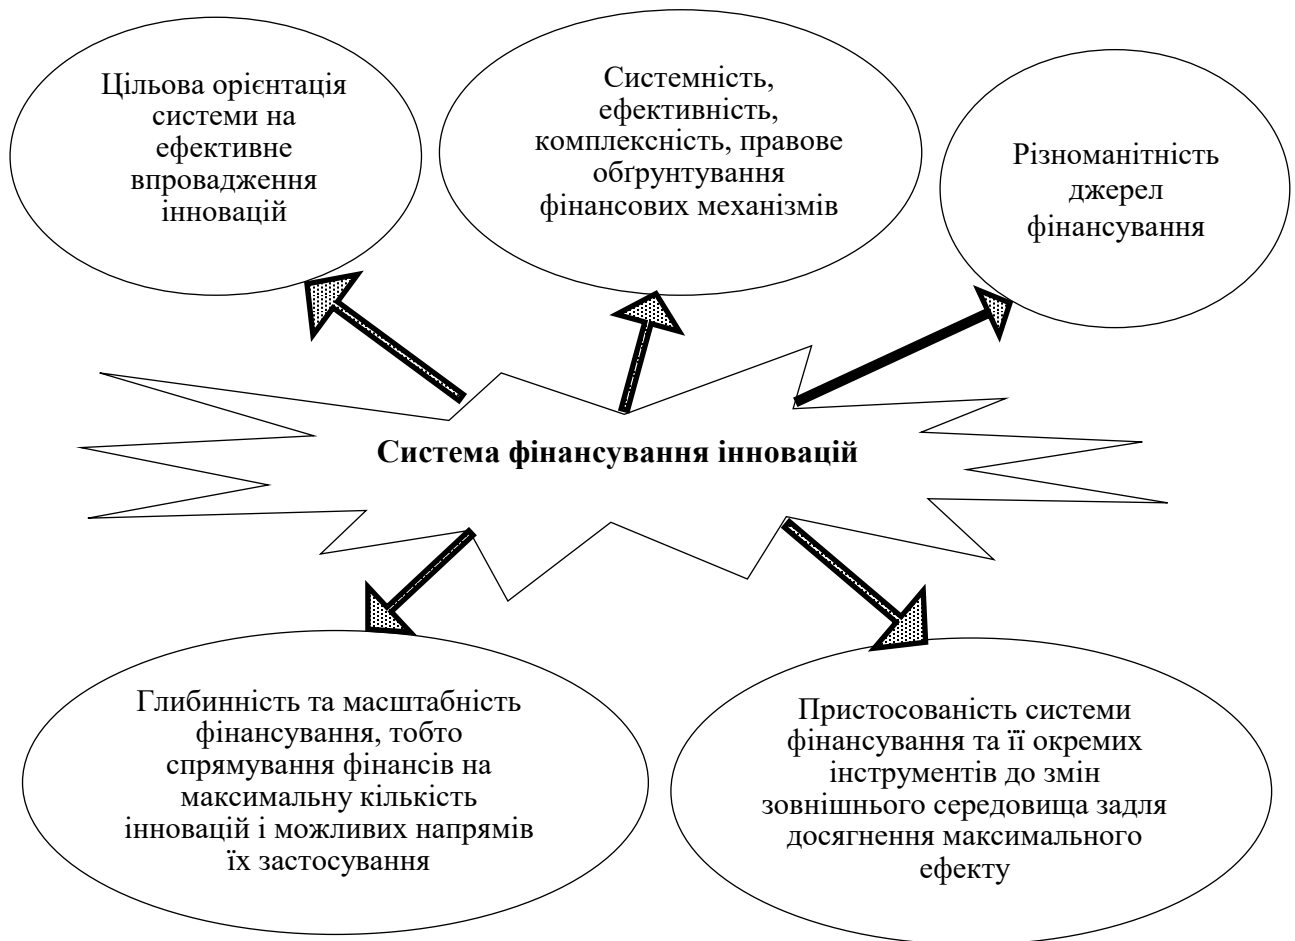 Цільова орієнтація
системи на
ефективне
впровадження
інновацій
Системність,
ефективність,
комплексність, правове
обґрунтування
фінансових механізмів
Різноманітність
джерел
фінансування
Система фінансування інновацій
Глибинність та масштабність
фінансування, тобто
спрямування фінансів на
максимальну кількість
інновацій і можливих напрямів
їх застосування
Пристосованість системи
фінансування та її окремих
інструментів до змін
зовнішнього середовища задля
досягнення максимального
ефекту